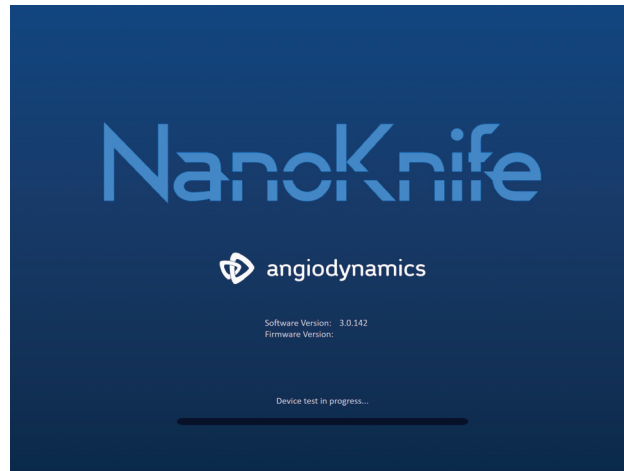 NanoKnife
angiodynamics
Software Version: 3.0.142
Firmware Version:
Device test in progress...